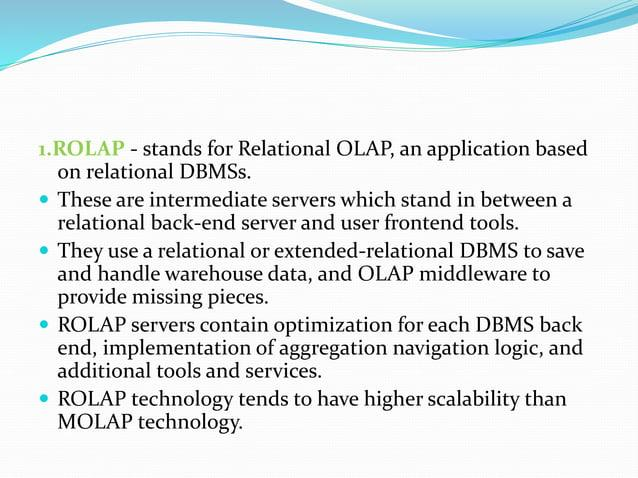 1.ROLAP - stands for Relational OLAP, an application based
on relational DBMSs.
• These are intermediate servers which stand in between a
relational back-end server and user frontend tools.
• They use a relational or extended-relational DBMS to save
and handle warehouse data, and OLAP middleware to
provide missing pieces.
• ROLAP servers contain optimization for each DBMS back
end, implementation of aggregation navigation logic, and
additional tools and services.
• ROLAP technology tends to have higher scalability than
MOLAP technology.